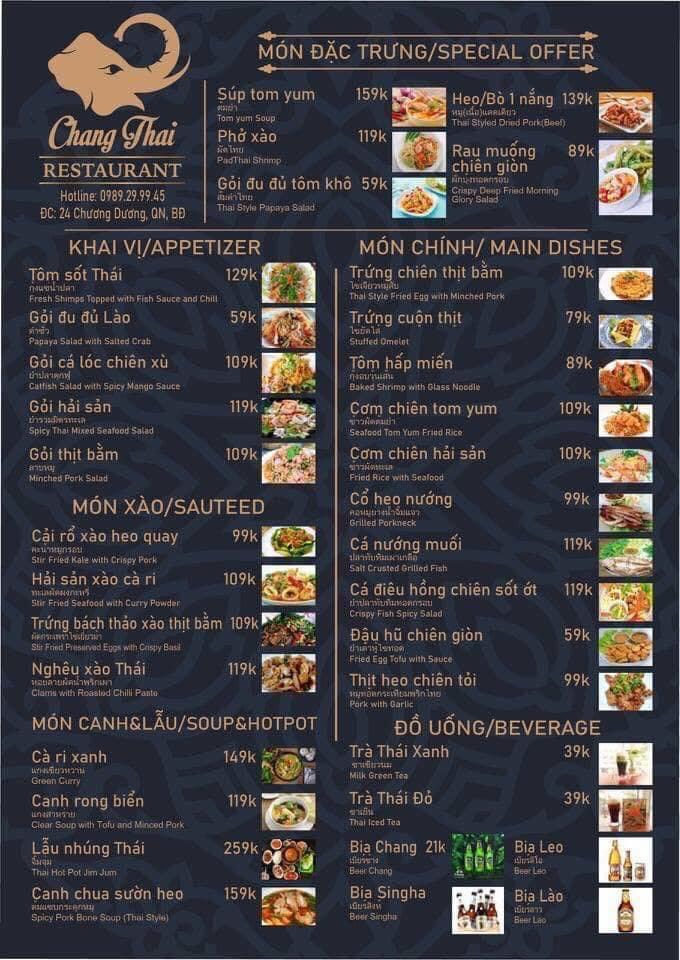 Chang Thai
RESTAURANT
Hotline: 0989.29.99.45
ĐC: 24 Chương Dương, QN, BĐ
MÓN ĐẶC TRƯNG/SPECIAL OFFER
Súp tom yum 159k
ต้มยำ
Tom yum Soup
Phở xào 119k
ผัดไทย
PadThai Shrimp
Gỏi đu đủ tôm khô 59k
ส้มตำไทย
Thai Style Papaya Salad
Heo/Bò 1 nắng 139k
หมู(เนื้อ)แดดเดียว
Thai Styled Dried Pork(Beef)
Rau muống 89k
chiên giòn
ผักบุ้งทอดกรอบ
Crispy Deep Fried Morning
Glory Salad
KHAI VỊ/APPETIZER
Tôm sốt Thái 129k
กุ้งแช่น้ำปลา
Fresh Shimps Topped with Fish Sauce and Chill
Gỏi đu đủ Lào 59k
ตำซั่ว
Papaya Salad with Salted Crab
Gỏi cá lóc chiên xù 109k
ยำปลาดุกฟู
Catfish Salad with Spicy Mango Sauce
Gỏi hải sản 119k
ยำรวมมิตรทะเล
Spicy Thai Mixed Seafood Salad
Gỏi thịt bằm 109k
ลาบหมู
Minched Pork Salad
MÓN XÀO/SAUTEED
Cải rổ xào heo quay 99k
คะน้าหมูกรอบ
Stir Fried Kale with Crispy Pork
Hải sản xào cà ri 109k
ทะเลผัดผงกะหรี่
Stir Fried Seafood with Curry Powder
Trứng bách thảo xào thịt bằm 109k
ผัดกระเพราไข่เยี่ยวม้า
Stir Fried Preserved Eggs with Crispy Basil
Nghêu xào Thái 119k
หอยลายผัดน้ำพริกเผา
Clams with Roasted Chilli Paste
MÓN CANH&LẨU/SOUP&HOTPOT
Cà ri xanh 149k
แกงเขียวหวาน
Green Curry
Canh rong biển 119k
แกงสาหร่าย
Clear Soup with Tofu and Minced Pork
Lẩu nhúng Thái 259k
จิ้มจุ่ม
Thai Hot Pot Jim Jum
Canh chua sườn heo 159k
ต้มแซ่บกระดูกหมู
Spicy Pork Bone Soup (Thai Style)
MÓN CHÍNH/ MAIN DISHES
Trứng chiên thịt bằm 109k
ไข่เจียวหมูสับ
Thai Style Fried Egg with Minched Pork
Trứng cuộn thịt 79k
ไข่ยัดไส้
Stuffed Omelet
Tôm hấp miến 89k
กุ้งอบวุ้นเส้น
Baked Shrimp with Glass Noodle
Cơm chiên tom yum 109k
ข้าวผัดต้มยำ
Seafood Tom Yum Fried Rice
Cơm chiên hải sản 109k
ข้าวผัดทะเล
Fried Rice with Seafood
Cổ heo nướng 99k
คอหมูย่างน้ำจิ้มแจ่ว
Grilled Porkneck
Cá nướng muối 119k
ปลาทับทิมเผาเกลือ
Salt Crusted Grilled Fish
Cá điêu hồng chiên sốt ớt 119k
ยำปลาทับทิมทอดกรอบ
Crispy Fish Spicy Salad
Đậu hũ chiên giòn 59k
ยำเต้าหู้ไข่ทอด
Fried Egg Tofu with Sauce
Thịt heo chiên tỏi 99k
หมูทอดกระเทียมพริกไทย
Pork with Garlic
ĐỒ UỐNG/BEVERAGE
Trà Thái Xanh 39k
ชาเขียวนม
Milk Green Tea
Trà Thái Đỏ 39k
ชาเย็น
Thai Iced Tea
Bia Chang 21k
เบียร์ช้าง
Beer Chang
Bia Leo
เบียร์ลีโอ
Beer Leo
Bia Singha
เบียร์สิงห์
Beer Singha
Bia Lào
เบียร์ลาว
Beer Lao